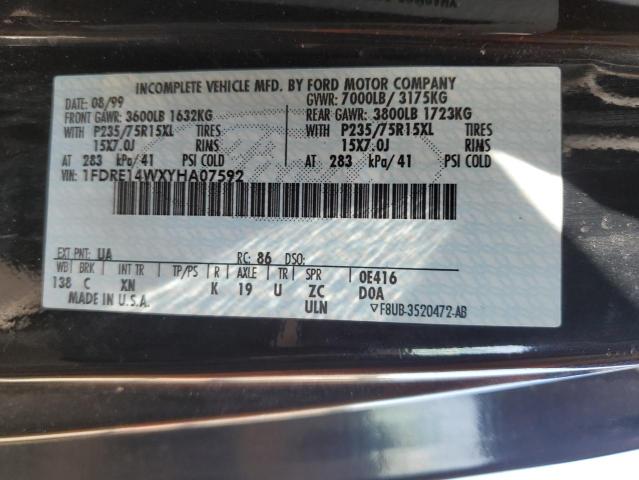 INCOMPLETE VEHICLE MFD. BY FORD MOTOR COMPANY
DATE: 08/99 GVWR: 7000LB/ 3175KG
FRONT GAWR: 3600LB 1632KG REAR GAWR: 3800LB 1723KG
WITH P235/75R15XL TIRES WITH P235/75R15XL TIRES
15X7.0J RIMS 15X7.0J RIMS
AT 283 kPa/41 PSI COLD AT 283 kPa/41 PSI COLD
VIN: 1FDRE14WXYHA07592
EXT PNT: UA RC: 86 DSO:
WB BRK INT TR TP/PS R AXLE TR SPR 0E416
138 C XN K 19 U ZC D0A
MADE IN U.S.A. ULN F8UB-3520472-AB